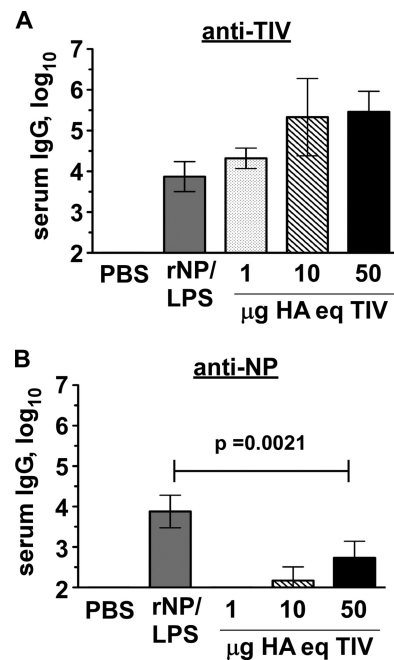 A
anti-TIV
serum IgG, log10
7
6
5
4
3
2
PBS
rNP/
LPS
1
10
50
μg HA eq TIV
B
anti-NP
serum IgG, log10
7
6
5
4
3
2
p =0.0021
PBS
rNP/
LPS
1
10
50
μg HA eq TIV